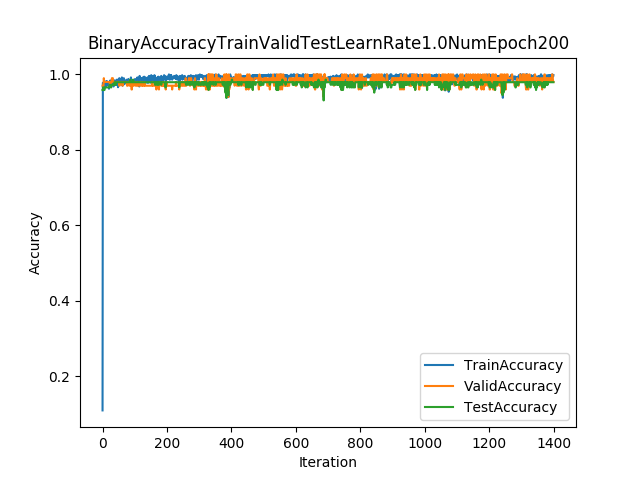 BinaryAccuracyTrainValidTestLearnRate1.0NumEpoch200
1.0
0.8
0.6
0.4
0.2
Accuracy
0 200 400 600 800 1000 1200 1400
Iteration
TrainAccuracy
ValidAccuracy
TestAccuracy